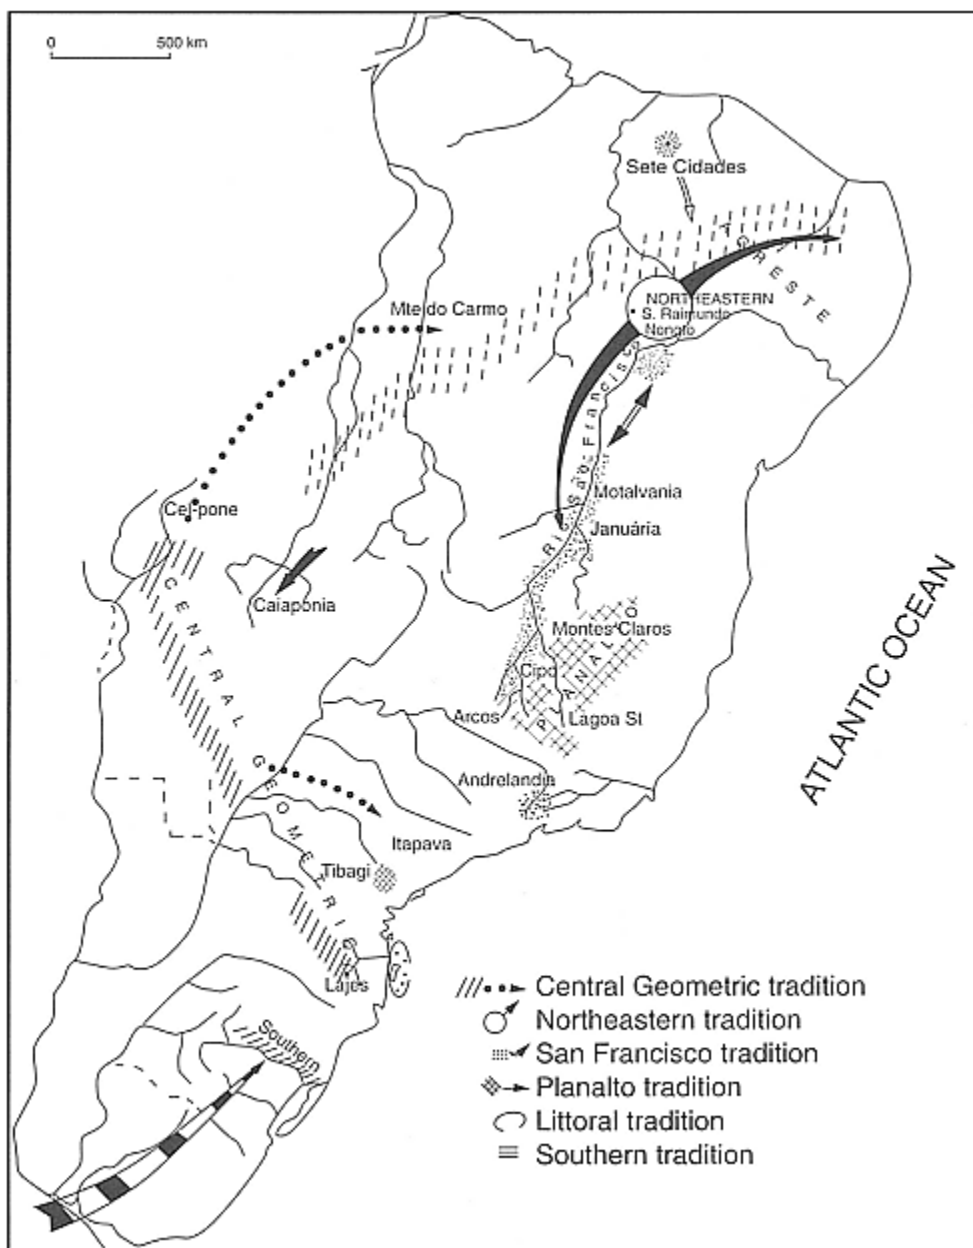 0 500 km
Sete Cidades
AGRESTE
NORTHEASTERN
S. Raimundo
Nonato
Mte do Carmo
Rio São Francisco
Motalvania
Januária
Cel-pone
Caiaponia
CENTRAL GEOMETRIC
Montes Claros
PLANALTO
Cipo
Arcos
Lagoa St
Andrelandia
Itapava
Tibagi
Lajes
Southern
ATLANTIC OCEAN
Central Geometric tradition
Northeastern tradition
San Francisco tradition
Planalto tradition
Littoral tradition
Southern tradition